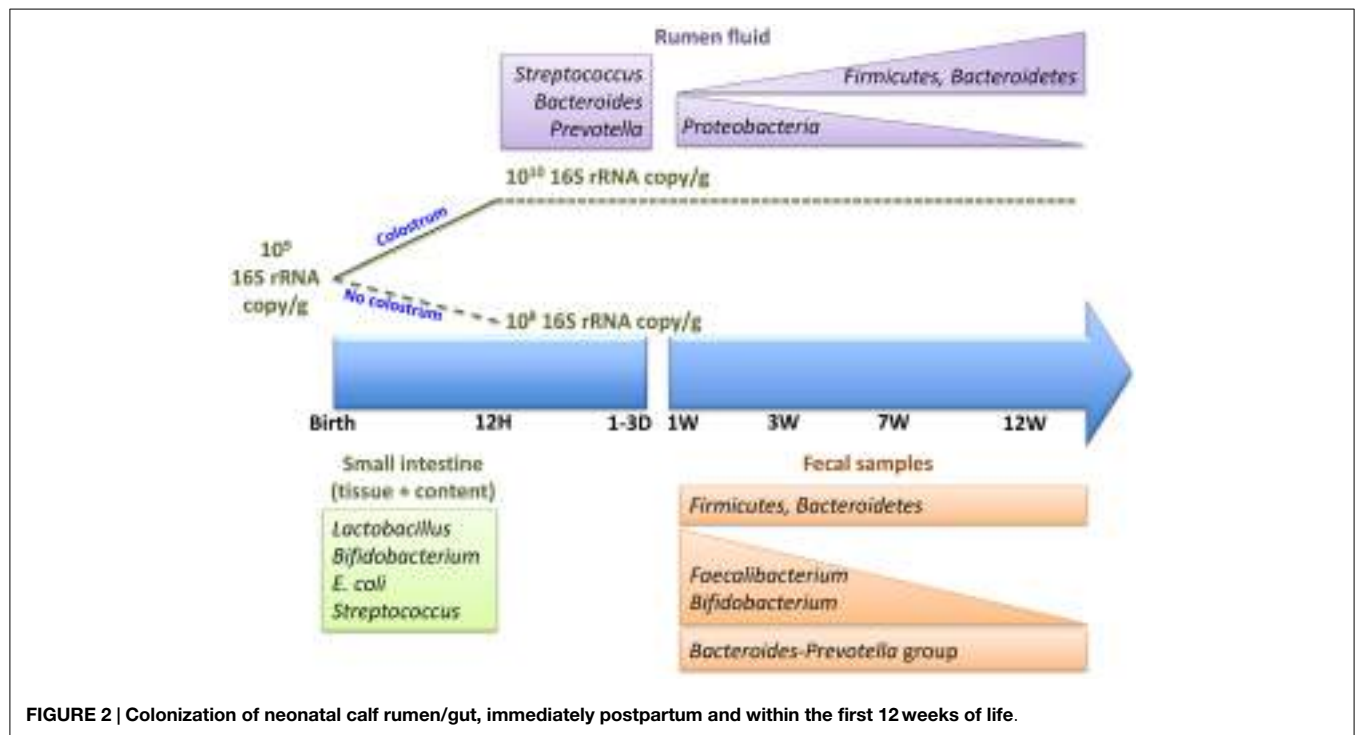 Rumen fluid
Streptococcus
Bacteroides
Prevotella
Firmicutes, Bacteroidetes
Proteobacteria
10¹⁰ 16S rRNA copy/g
Colostrum
16S rRNA
copy/g
No colostrum
10⁸ 16S rRNA copy/g
Birth 12H 1-3D 1W 3W 7W 12W
Small intestine
(tissue + content)
Lactobacillus
Bifidobacterium
E. coli
Streptococcus
Fecal samples
Firmicutes, Bacteroidetes
Faecalibacterium
Bifidobacterium
Bacteroides-Prevotella group
FIGURE 2 | Colonization of neonatal calf rumen/gut, immediately postpartum and within the first 12 weeks of life.